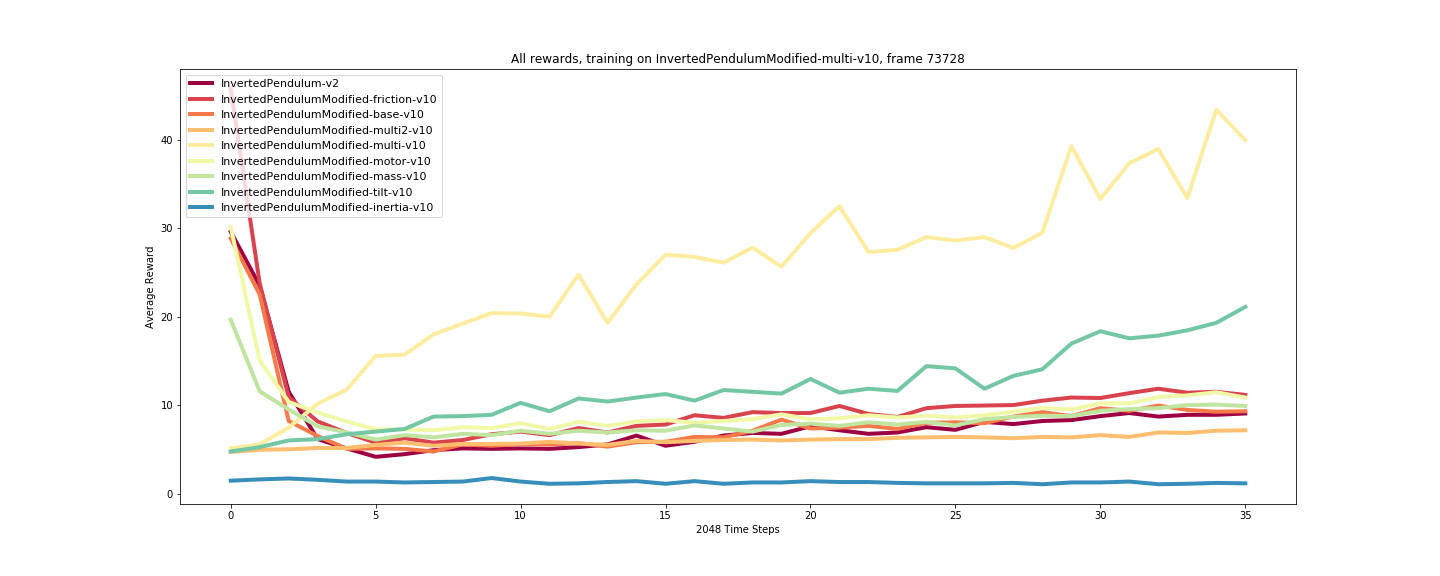 All rewards, training on InvertedPendulumModified-multi-v10, frame 73728
InvertedPendulum-v2
InvertedPendulumModified-friction-v10
InvertedPendulumModified-base-v10
InvertedPendulumModified-multi2-v10
InvertedPendulumModified-multi-v10
InvertedPendulumModified-motor-v10
InvertedPendulumModified-mass-v10
InvertedPendulumModified-tilt-v10
InvertedPendulumModified-inertia-v10
Average Reward
40
30
20
10
0
0 5 10 15 20 25 30 35
2048 Time Steps